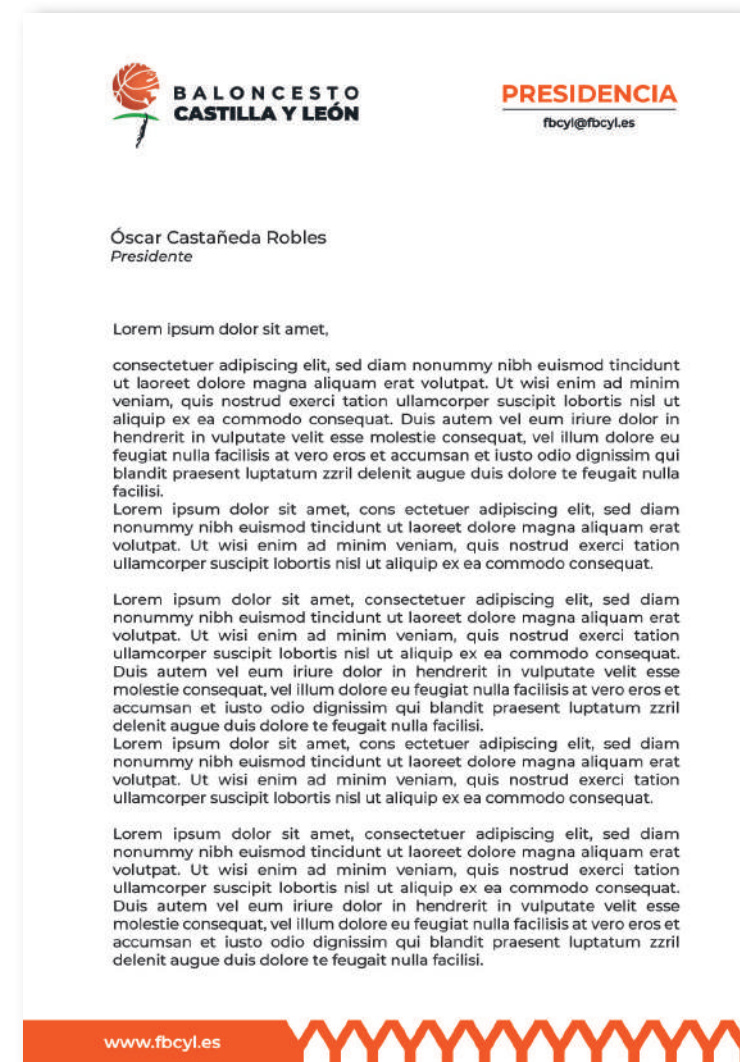 BALONCESTO
CASTILLA Y LEÓN
PRESIDENCIA
fbcyl@fbcyl.es
Óscar Castañeda Robles
Presidente
Lorem ipsum dolor sit amet,
consectetuer adipiscing elit, sed diam nonummy nibh euismod tincidunt
ut laoreet dolore magna aliquam erat volutpat. Ut wisi enim ad minim
veniam, quis nostrud exerci tation ullamcorper suscipit lobortis nisl ut
aliquip ex ea commodo consequat. Duis autem vel eum iriure dolor in
hendrerit in vulputate velit esse molestie consequat, vel illum dolore eu
feugiat nulla facilisis at vero eros et accumsan et iusto odio dignissim qui
blandit praesent luptatum zzril delenit augue duis dolore te feugait nulla
facilisi.
Lorem ipsum dolor sit amet, cons ectetuer adipiscing elit, sed diam
nonummy nibh euismod tincidunt ut laoreet dolore magna aliquam erat
volutpat. Ut wisi enim ad minim veniam, quis nostrud exerci tation
ullamcorper suscipit lobortis nisl ut aliquip ex ea commodo consequat.
Lorem ipsum dolor sit amet, consectetuer adipiscing elit, sed diam
nonummy nibh euismod tincidunt ut laoreet dolore magna aliquam erat
volutpat. Ut wisi enim ad minim veniam, quis nostrud exerci tation
ullamcorper suscipit lobortis nisl ut aliquip ex ea commodo consequat.
Duis autem vel eum iriure dolor in hendrerit in vulputate velit esse
molestie consequat, vel illum dolore eu feugiat nulla facilisis at vero eros et
accumsan et iusto odio dignissim qui blandit praesent luptatum zzril
delenit augue duis dolore te feugait nulla facilisi.
Lorem ipsum dolor sit amet, cons ectetuer adipiscing elit, sed diam
nonummy nibh euismod tincidunt ut laoreet dolore magna aliquam erat
volutpat. Ut wisi enim ad minim veniam, quis nostrud exerci tation
ullamcorper suscipit lobortis nisl ut aliquip ex ea commodo consequat.
Lorem ipsum dolor sit amet, consectetuer adipiscing elit, sed diam
nonummy nibh euismod tincidunt ut laoreet dolore magna aliquam erat
volutpat. Ut wisi enim ad minim veniam, quis nostrud exerci tation
ullamcorper suscipit lobortis nisl ut aliquip ex ea commodo consequat.
Duis autem vel eum iriure dolor in hendrerit in vulputate velit esse
molestie consequat, vel illum dolore eu feugiat nulla facilisis at vero eros et
accumsan et iusto odio dignissim qui blandit praesent luptatum zzril
delenit augue duis dolore te feugait nulla facilisi.
www.fbcyl.es